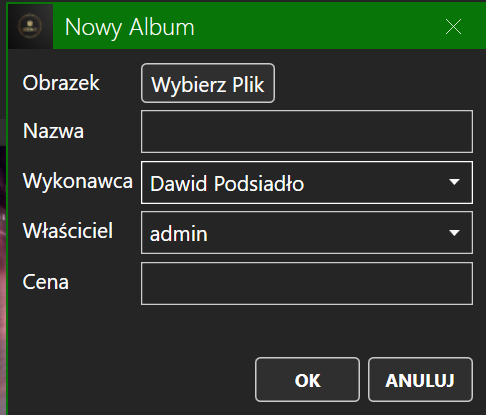 Nowy Album
Obrazek
Wybierz Plik
Nazwa
Wykonawca
Dawid Podsiadło
Właściciel
admin
Cena
OK
ANULUJ